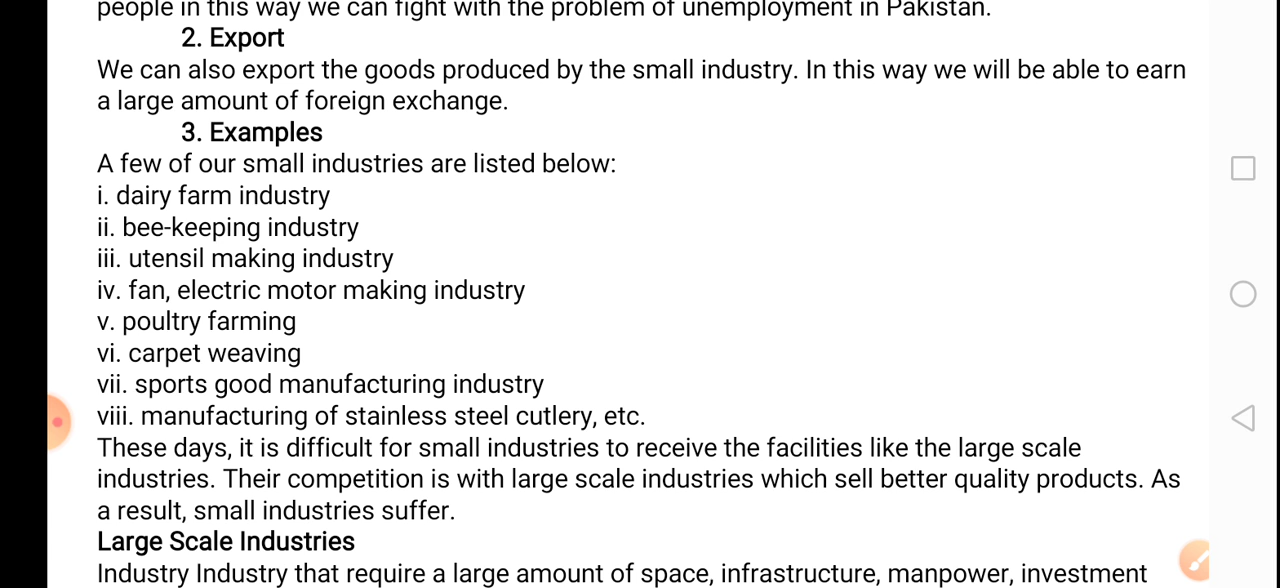 people in this way we can fight with the problem of unemployment in Pakistan.
2. Export
We can also export the goods produced by the small industry. In this way we will be able to earn
a large amount of foreign exchange.
3. Examples
A few of our small industries are listed below:
i. dairy farm industry
ii. bee-keeping industry
iii. utensil making industry
iv. fan, electric motor making industry
v. poultry farming
vi. carpet weaving
vii. sports good manufacturing industry
viii. manufacturing of stainless steel cutlery, etc.
These days, it is difficult for small industries to receive the facilities like the large scale
industries. Their competition is with large scale industries which sell better quality products. As
a result, small industries suffer.
Large Scale Industries
Industry Industry that require a large amount of space, infrastructure, manpower, investment